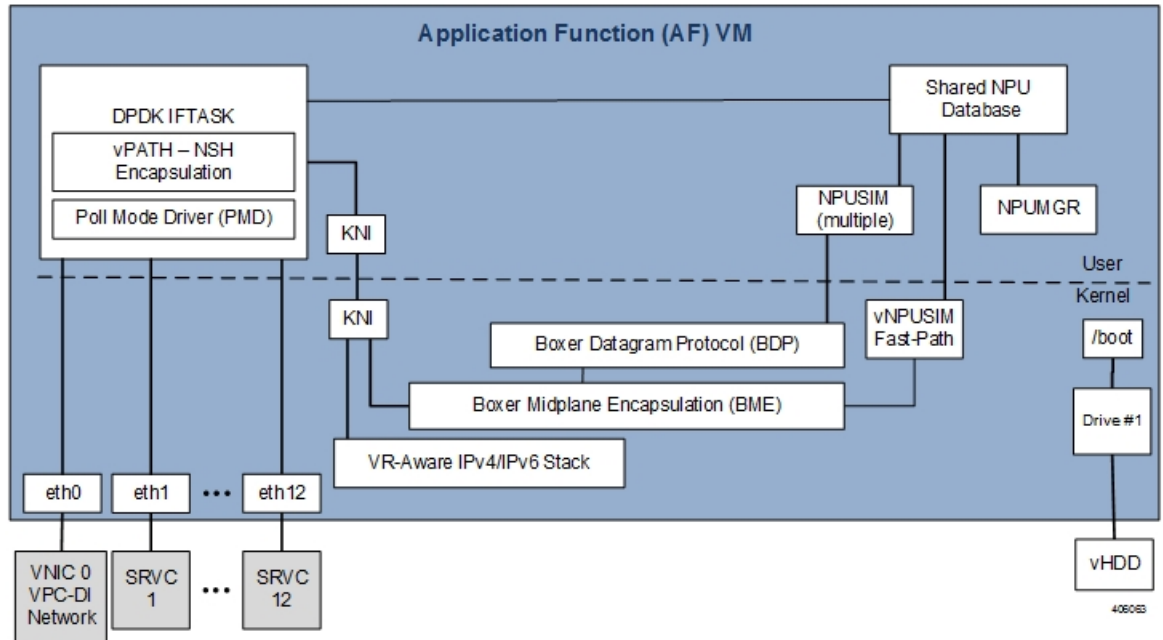 Application Function (AF) VM
DPDK IFTASK
vPATH – NSH
Encapsulation
Poll Mode Driver (PMD)
Shared NPU
Database
KNI
NPUSIM
(multiple)
NPUMGR
User
Kernel
KNI
vNPUSIM
Fast-Path
/boot
Boxer Datagram Protocol (BDP)
Boxer Midplane Encapsulation (BME)
Drive #1
VR-Aware IPv4/IPv6 Stack
eth0
eth1
•••
eth12
VNIC 0
VPC-DI
Network
SRVC
1
•••
SRVC
12
vHDD
406063